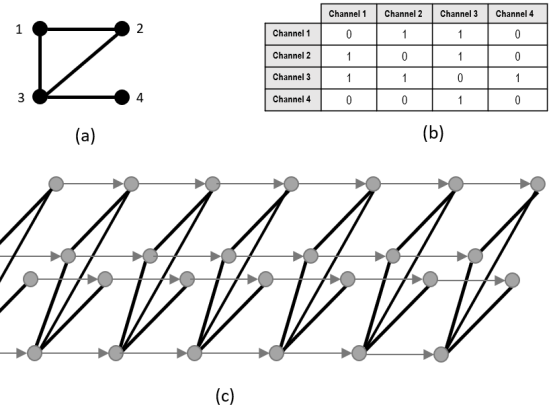 1 2
3 4
(a)
Channel 1 Channel 2 Channel 3 Channel 4
Channel 1 0 1 1 0
Channel 2 1 0 1 0
Channel 3 1 1 0 1
Channel 4 0 0 1 0
(b)
(c)